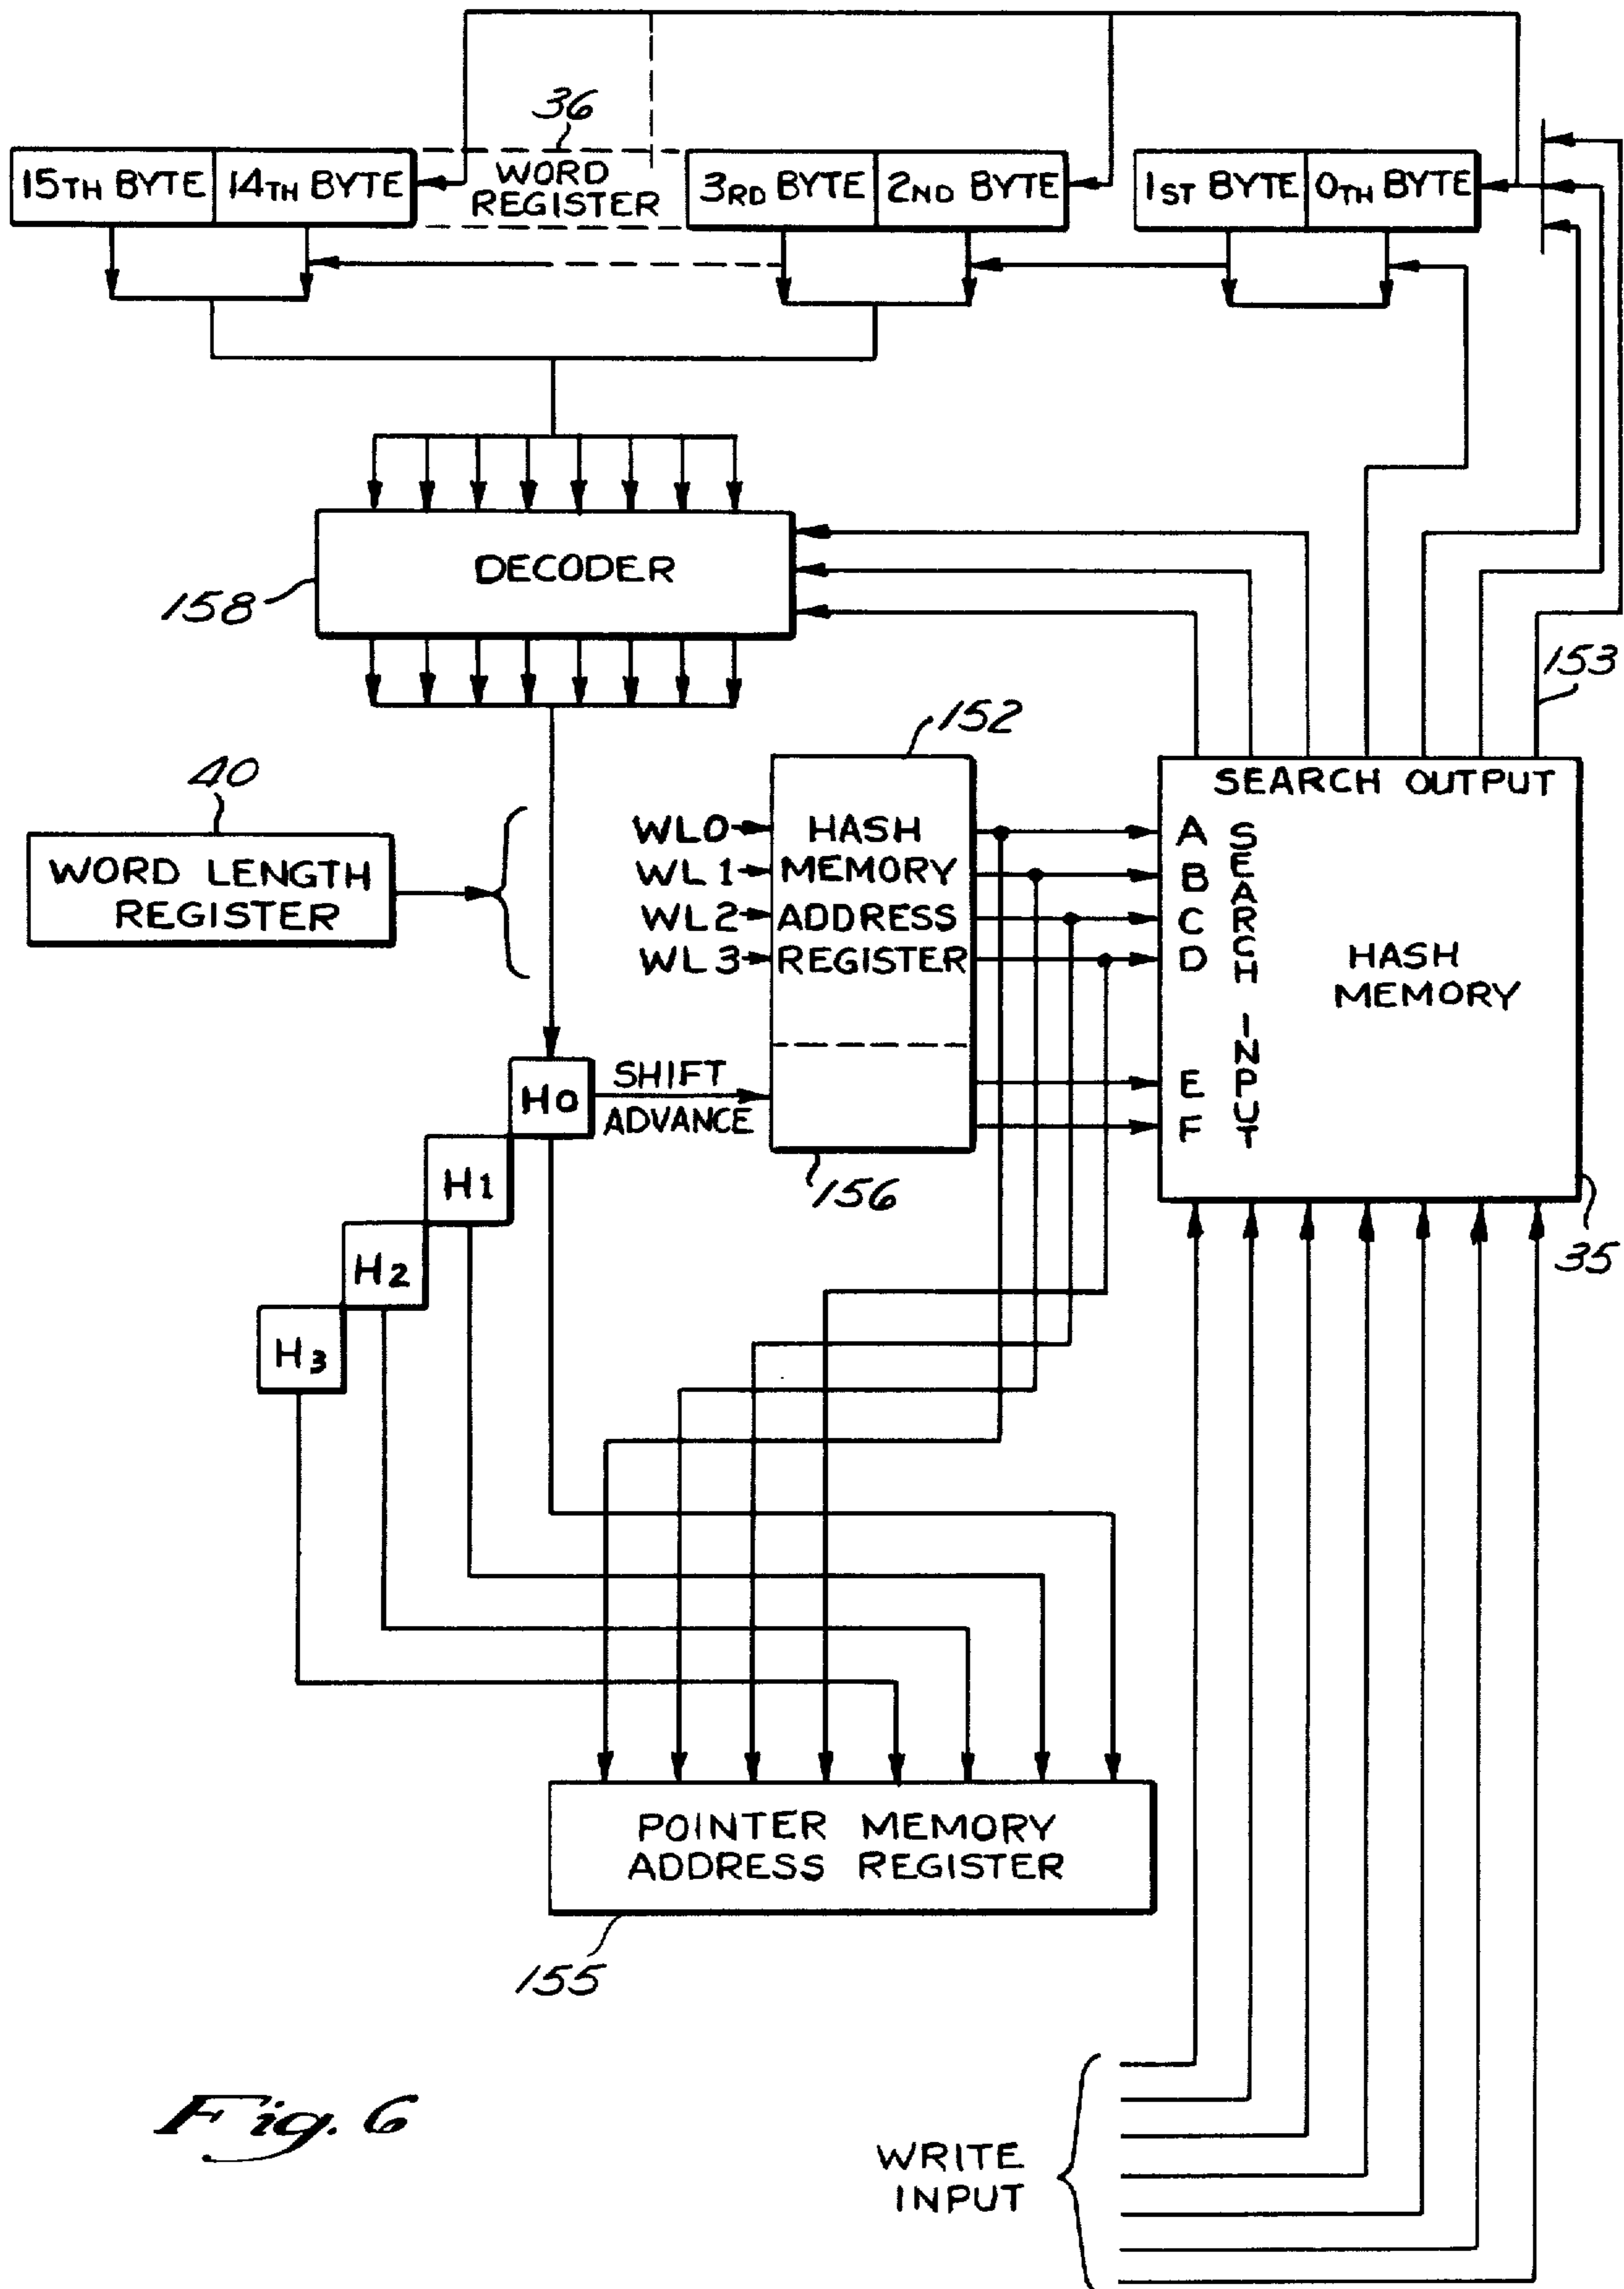 36
15TH BYTE 14TH BYTE WORD REGISTER 3RD BYTE 2ND BYTE 1ST BYTE 0TH BYTE
DECODER
158
153
152
40
SEARCH OUTPUT
WORD LENGTH
REGISTER
WL0 HASH
WL1 MEMORY
WL2 ADDRESS
WL3 REGISTER
A
B
C
D
E
F
SEARCH INPUT
HASH
MEMORY
H0
SHIFT
ADVANCE
H1
156
H2
35
H3
POINTER MEMORY
ADDRESS REGISTER
155
Fig. 6
WRITE
INPUT